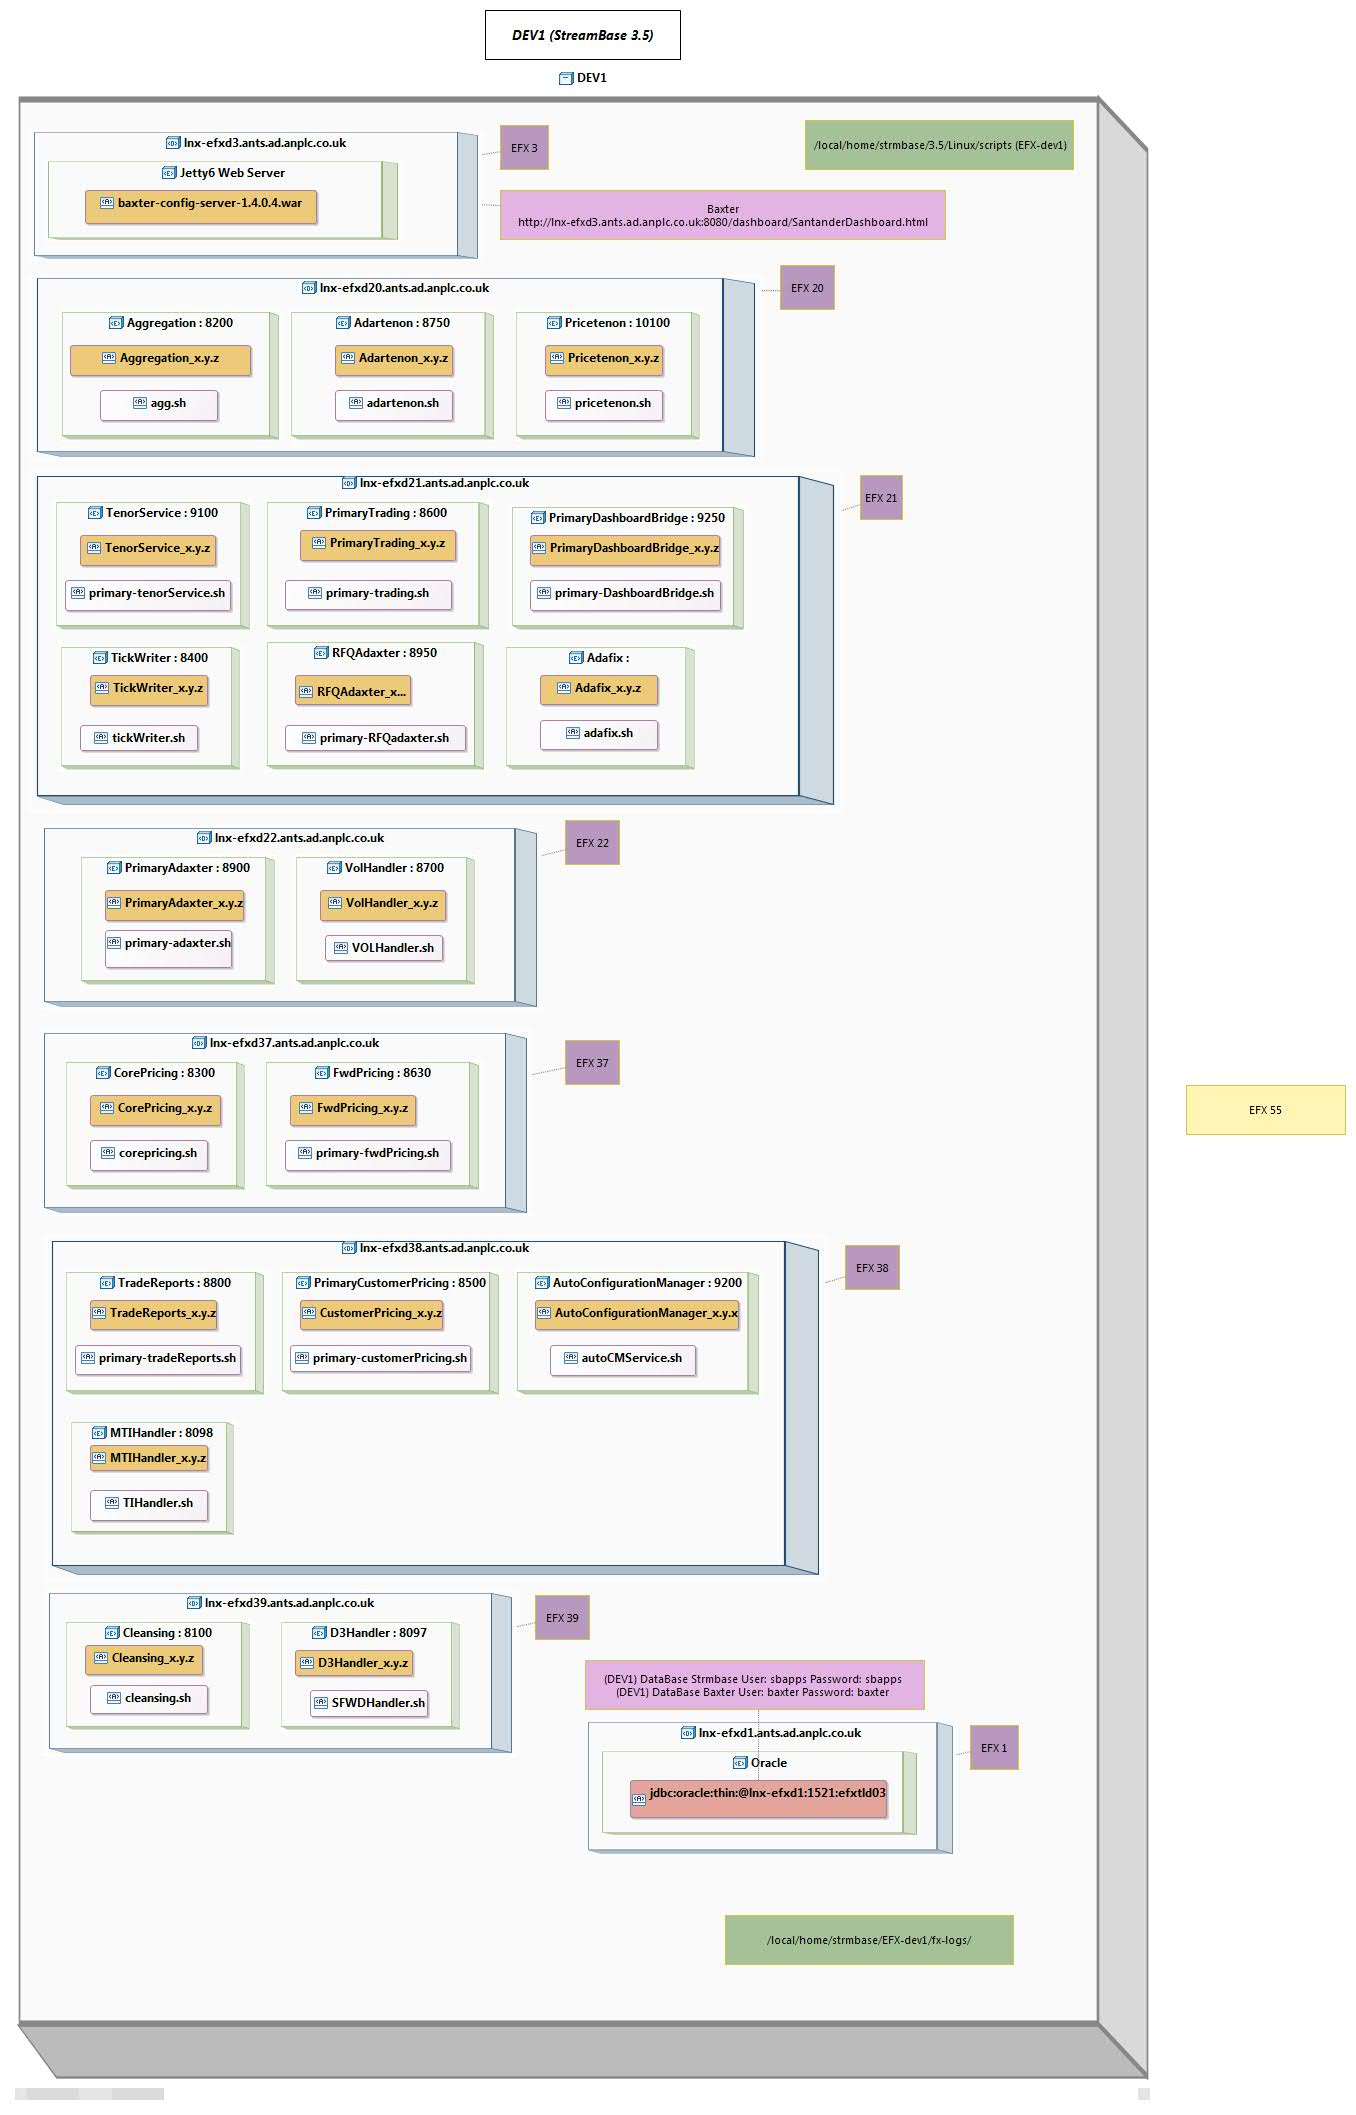 DEV1 (StreamBase 3.5)
DEV1
lnx-efxd3.ants.ad.anplc.co.uk
Jetty6 Web Server
baxter-config-server-1.4.0.4.war
EFX 3
/local/home/strmbase/3.5/Linux/scripts (EFX-dev1)
Baxter
http://lnx-efxd3.ants.ad.anplc.co.uk:8080/dashboard/SantanderDashboard.html
lnx-efxd20.ants.ad.anplc.co.uk
EFX 20
Aggregation : 8200
Aggregation_x.y.z
agg.sh
Adartenon : 8750
Adartenon_x.y.z
adartenon.sh
Pricetenon : 10100
Pricetenon_x.y.z
pricetenon.sh
lnx-efxd21.ants.ad.anplc.co.uk
EFX 21
TenorService : 9100
TenorService_x.y.z
primary-tenorService.sh
PrimaryTrading : 8600
PrimaryTrading_x.y.z
primary-trading.sh
PrimaryDashboardBridge : 9250
PrimaryDashboardBridge_x.y.z
primary-DashboardBridge.sh
TickWriter : 8400
TickWriter_x.y.z
tickWriter.sh
RFQAdaxter : 8950
RFQAdaxter_x...
primary-RFQadaxter.sh
Adafix :
Adafix_x.y.z
adafix.sh
lnx-efxd22.ants.ad.anplc.co.uk
EFX 22
PrimaryAdaxter : 8900
PrimaryAdaxter_x.y.z
primary-adaxter.sh
VolHandler : 8700
VolHandler_x.y.z
VOLHandler.sh
lnx-efxd37.ants.ad.anplc.co.uk
EFX 37
CorePricing : 8300
CorePricing_x.y.z
corepricing.sh
FwdPricing : 8630
FwdPricing_x.y.z
primary-fwdPricing.sh
EFX 55
lnx-efxd38.ants.ad.anplc.co.uk
EFX 38
TradeReports : 8800
TradeReports_x.y.z
primary-tradeReports.sh
PrimaryCustomerPricing : 8500
CustomerPricing_x.y.z
primary-customerPricing.sh
AutoConfigurationManager : 9200
AutoConfigurationManager_x.y.x
autoCMService.sh
MTIHandler : 8098
MTIHandler_x.y.z
TIHandler.sh
lnx-efxd39.ants.ad.anplc.co.uk
EFX 39
Cleansing : 8100
Cleansing_x.y.z
cleansing.sh
D3Handler : 8097
D3Handler_x.y.z
SFWDHandler.sh
(DEV1) DataBase Strmbase User: sbapps Password: sbapps
(DEV1) DataBase Baxter User: baxter Password: baxter
lnx-efxd1.ants.ad.anplc.co.uk
EFX 1
Oracle
jdbc:oracle:thin:@lnx-efxd1:1521:efxtld03
/local/home/strmbase/EFX-dev1/fx-logs/